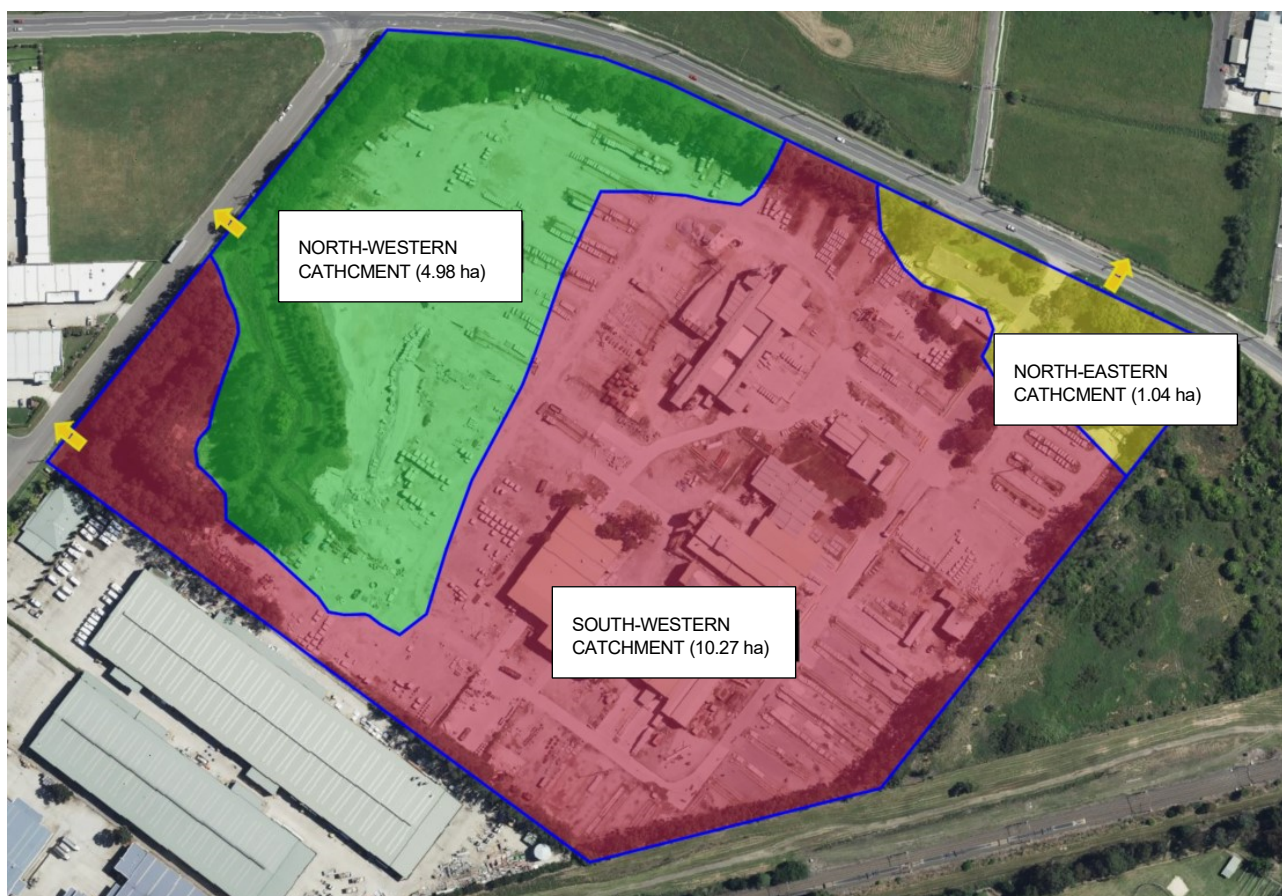 NORTH-WESTERN
CATHCMENT (4.98 ha)
NORTH-EASTERN
CATHCMENT (1.04 ha)
SOUTH-WESTERN
CATCHMENT (10.27 ha)